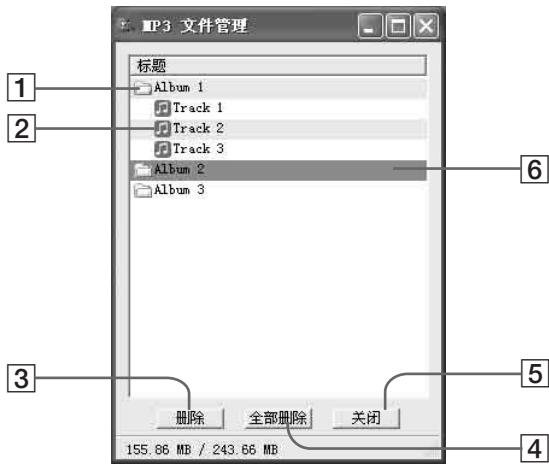 MP3 文件管理
标题
1
Album 1
Track 1
2
Track 2
Track 3
Album 2
6
Album 3
3
5
删除 全部删除 关闭
4
155.86 MB / 243.66 MB